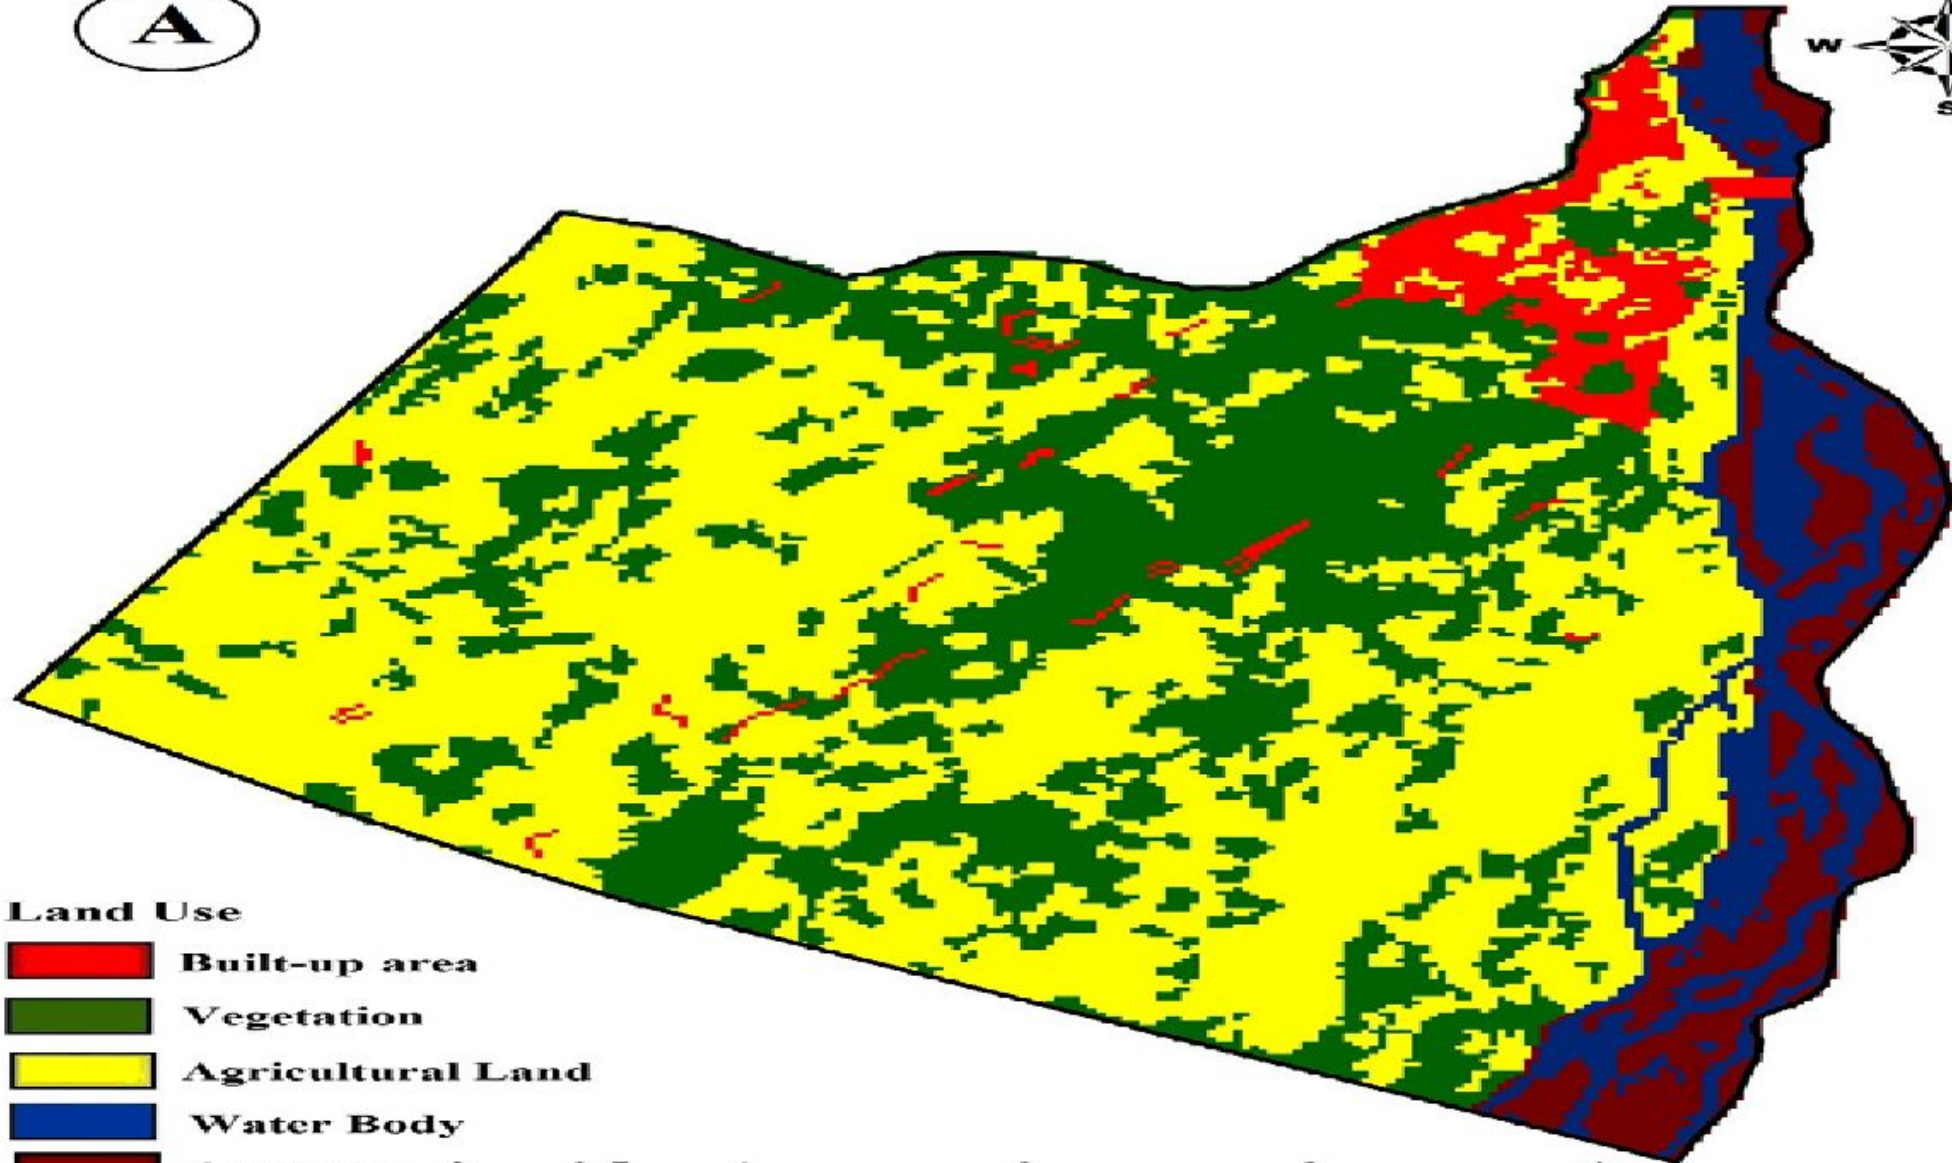 A
W
S
Land Use
Built-up area
Vegetation
Agricultural Land
Water Body